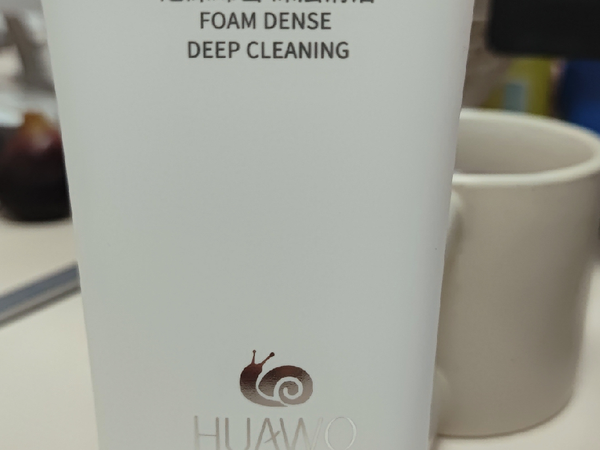 FOAM DENSE
DEEP CLEANING
HUAWO